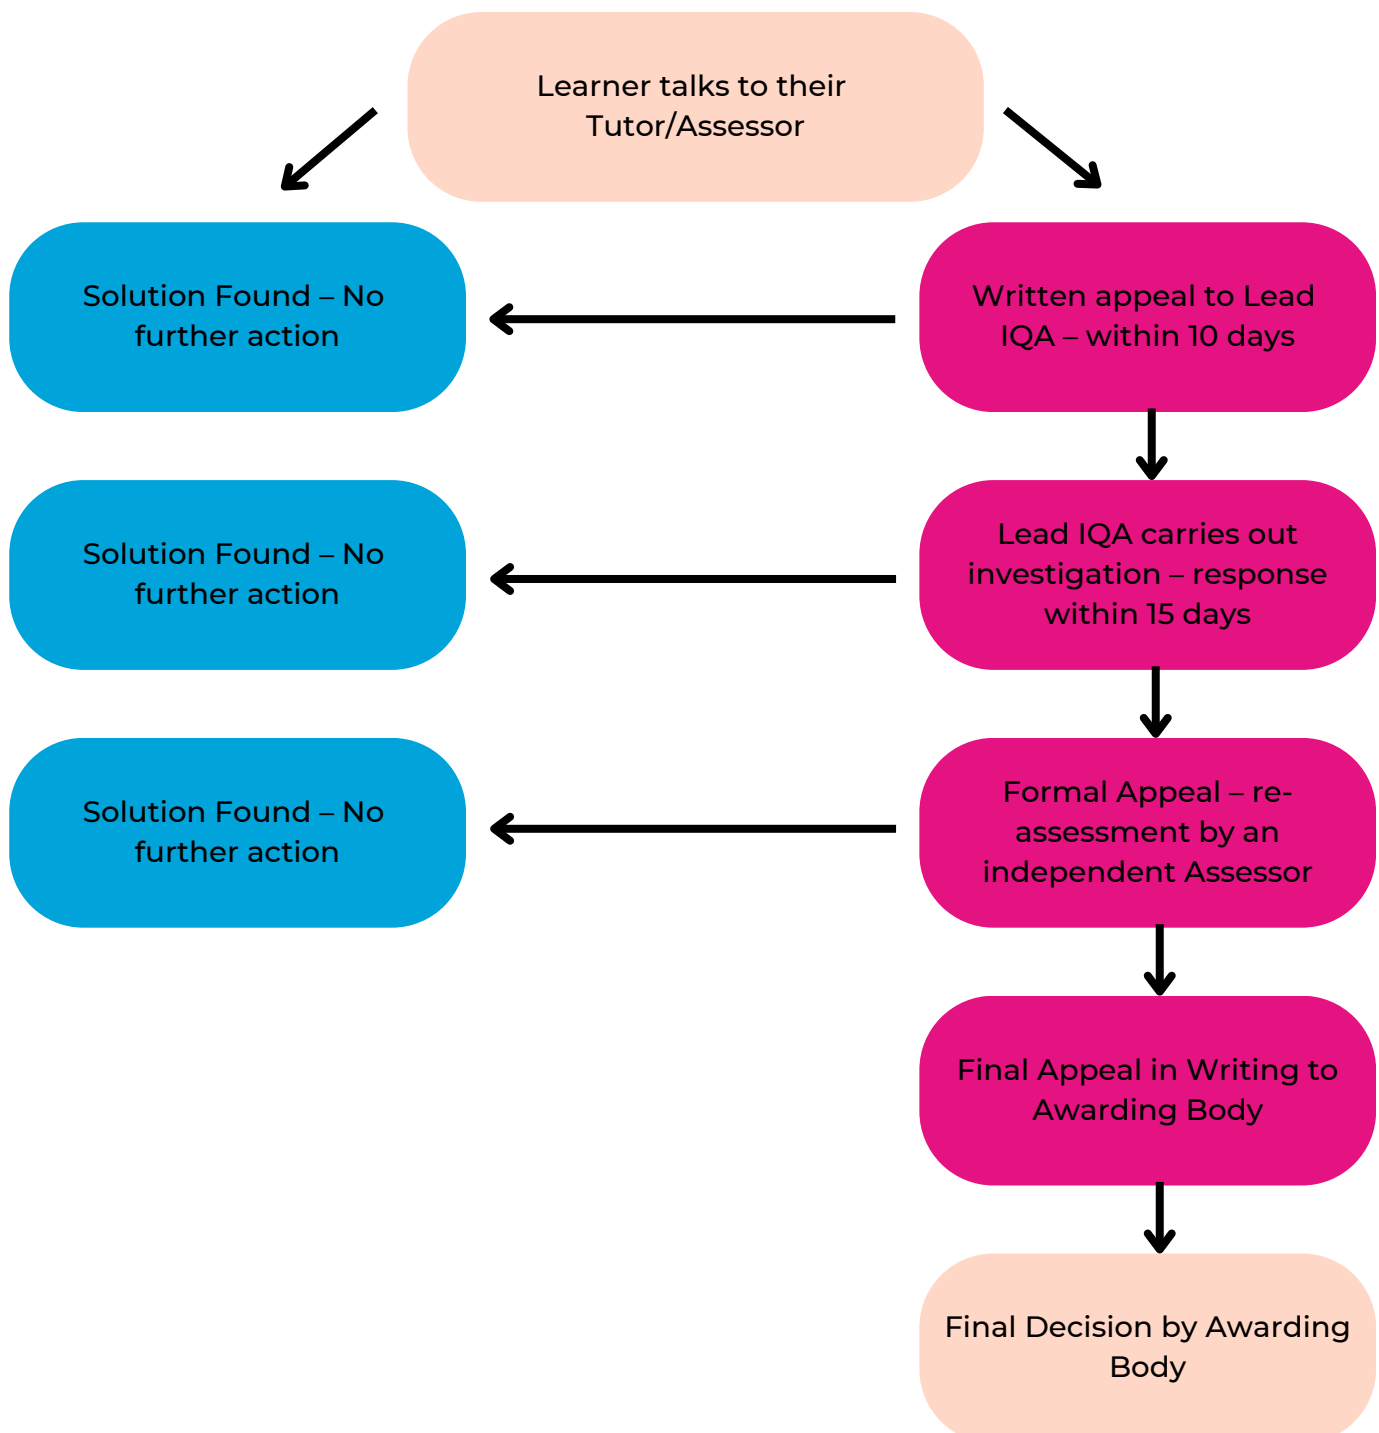 Learner talks to their
Tutor/Assessor
Solution Found – No
further action
Written appeal to Lead
IQA – within 10 days
Solution Found – No
further action
Lead IQA carries out
investigation – response
within 15 days
Solution Found – No
further action
Formal Appeal – re-
assessment by an
independent Assessor
Final Appeal in Writing to
Awarding Body
Final Decision by Awarding
Body